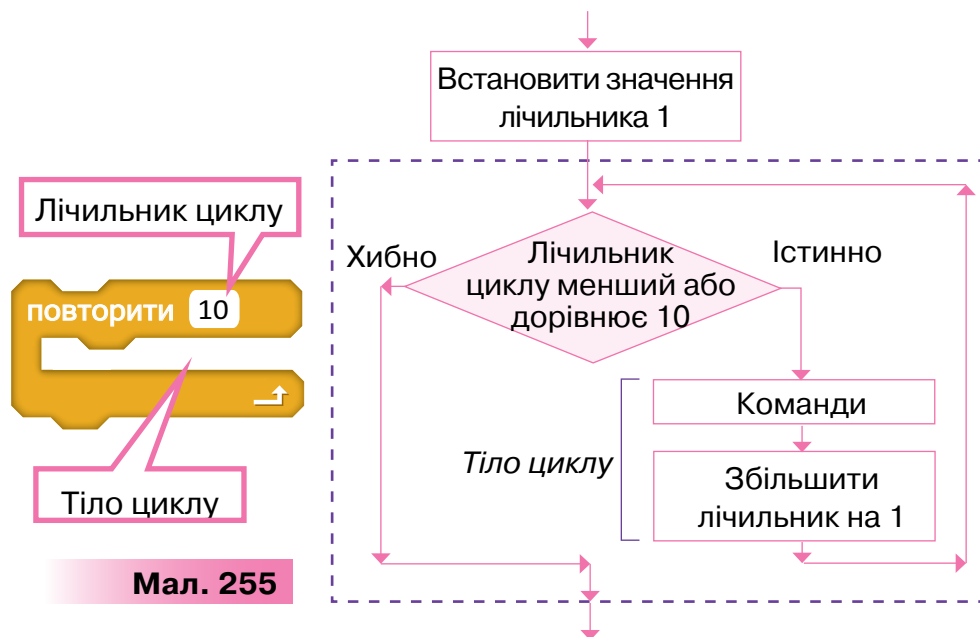 Встановити значення
лічильника 1
Лічильник циклу
повторити 10
Тіло циклу
Мал. 255
Хибно
Лічильник
циклу менший або
дорівнює 10
Істинно
Тіло циклу
Команди
Збільшити
лічильник на 1